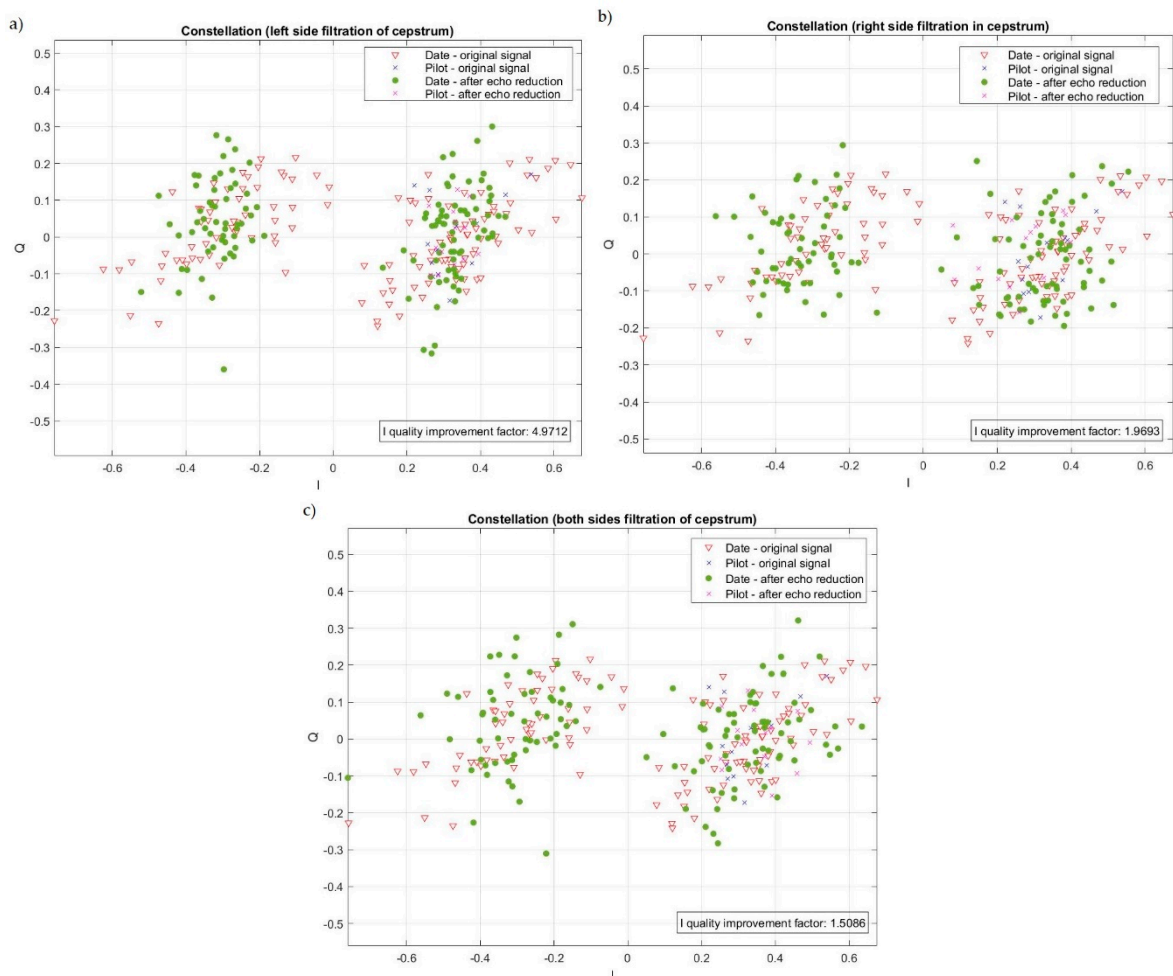 a)
Constellation (left side filtration of cepstrum)
Date - original signal
Pilot - original signal
Date - after echo reduction
Pilot - after echo reduction
0.5
0.4
0.3
0.2
0.1
0
-0.1
-0.2
-0.3
-0.4
-0.5
Q
I quality improvement factor: 4.9712
-0.6
-0.4
-0.2
0
0.2
0.4
0.6
I
b)
Constellation (right side filtration in cepstrum)
Date - original signal
Pilot - original signal
Date - after echo reduction
Pilot - after echo reduction
0.5
0.4
0.3
0.2
0.1
0
-0.1
-0.2
-0.3
-0.4
-0.5
Q
I quality improvement factor: 1.9693
-0.6
-0.4
-0.2
0
0.2
0.4
0.6
I
c)
Constellation (both sides filtration of cepstrum)
Date - original signal
Pilot - original signal
Date - after echo reduction
Pilot - after echo reduction
0.5
0.4
0.3
0.2
0.1
0
-0.1
-0.2
-0.3
-0.4
-0.5
Q
I quality improvement factor: 1.5086
-0.6
-0.4
-0.2
0
0.2
0.4
0.6